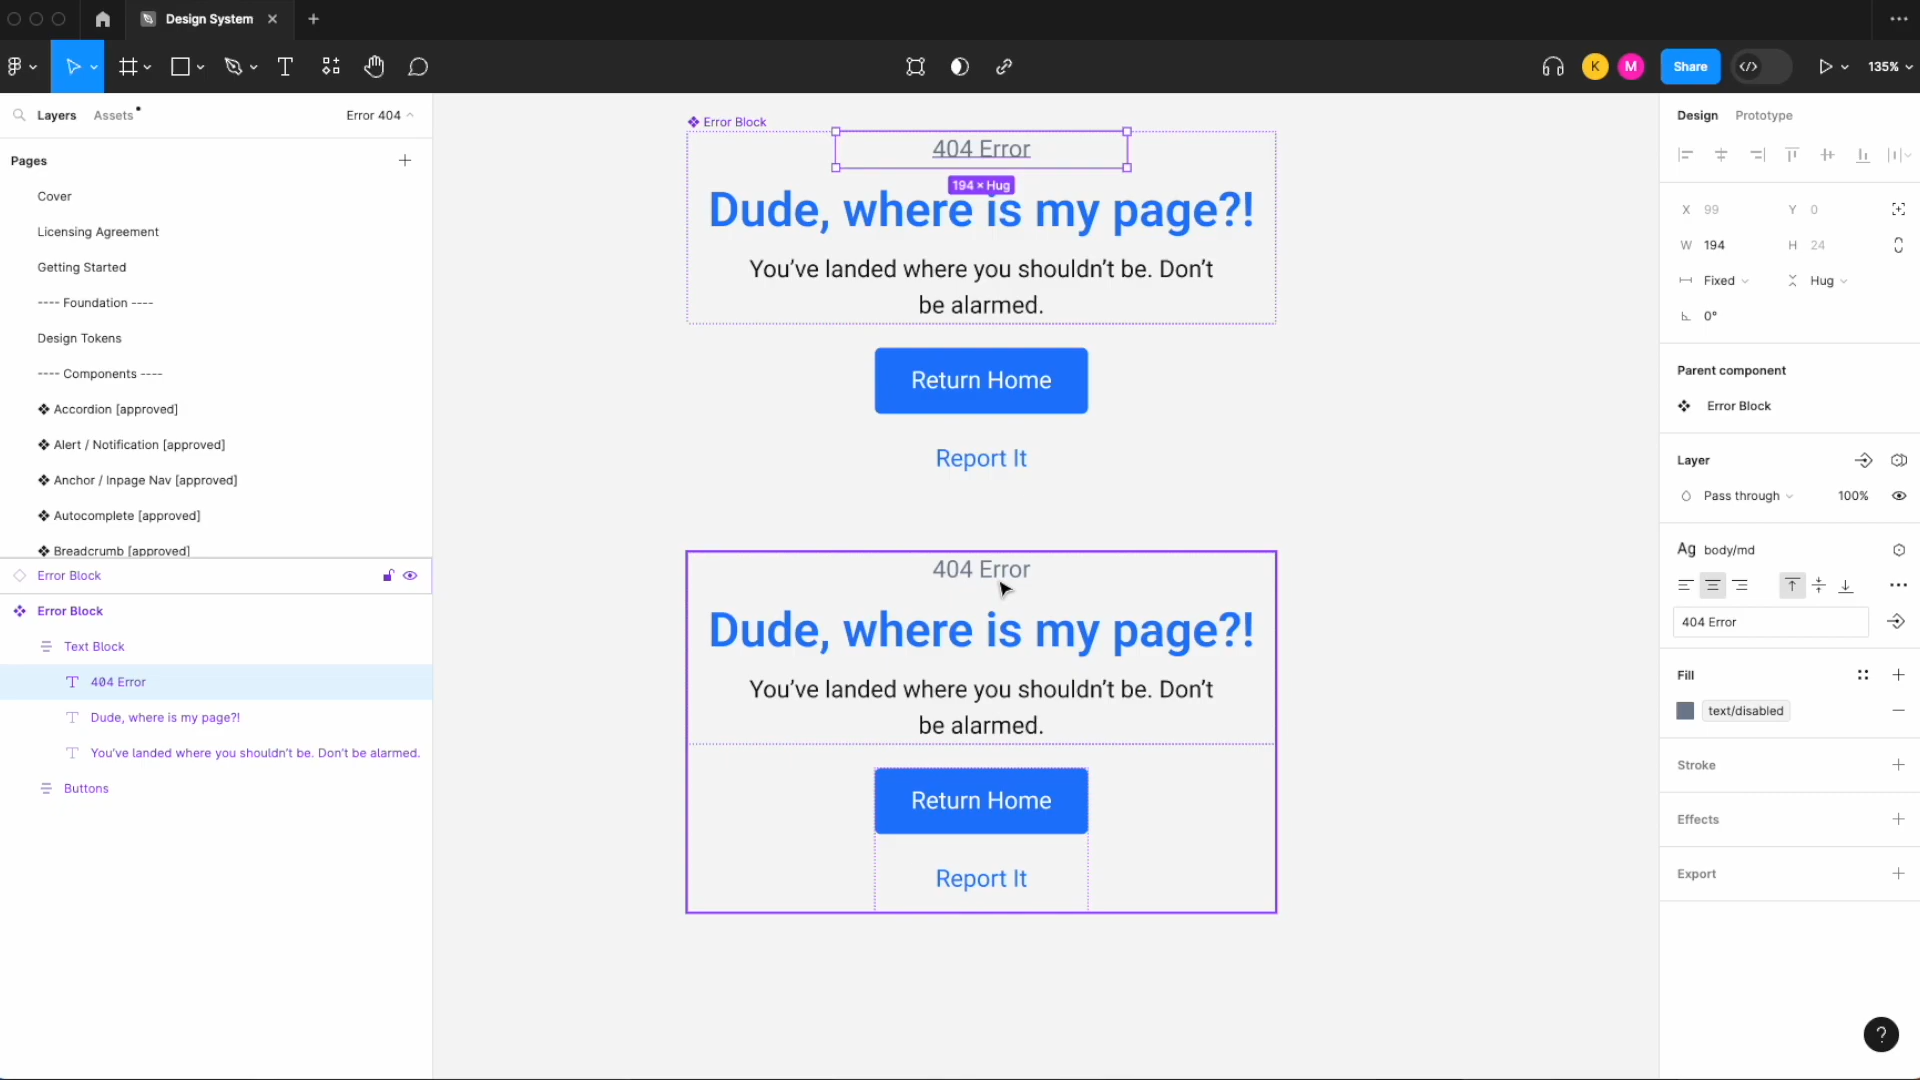 Design System
K
M
Share
135%
Layers
Assets
Error 404
Pages
Cover
Licensing Agreement
Getting Started
---- Foundation ----
Design Tokens
---- Components ----
Accordion [approved]
Alert / Notification [approved]
Anchor / Inpage Nav [approved]
Autocomplete [approved]
Breadcrumb [approved]
Error Block
Error Block
Text Block
404 Error
Dude, where is my page?!
You've landed where you shouldn't be. Don't be alarmed.
Buttons
Error Block
404 Error
194 × Hug
Dude, where is my page?!
You've landed where you shouldn't be. Don't
be alarmed.
Return Home
Report It
404 Error
Dude, where is my page?!
You've landed where you shouldn't be. Don't
be alarmed.
Return Home
Report It
Design
Prototype
X 99
Y 0
W 194
H 24
Fixed
Hug
0°
Parent component
Error Block
Layer
Pass through
100%
Ag body/md
404 Error
Fill
text/disabled
Stroke
Effects
Export
?